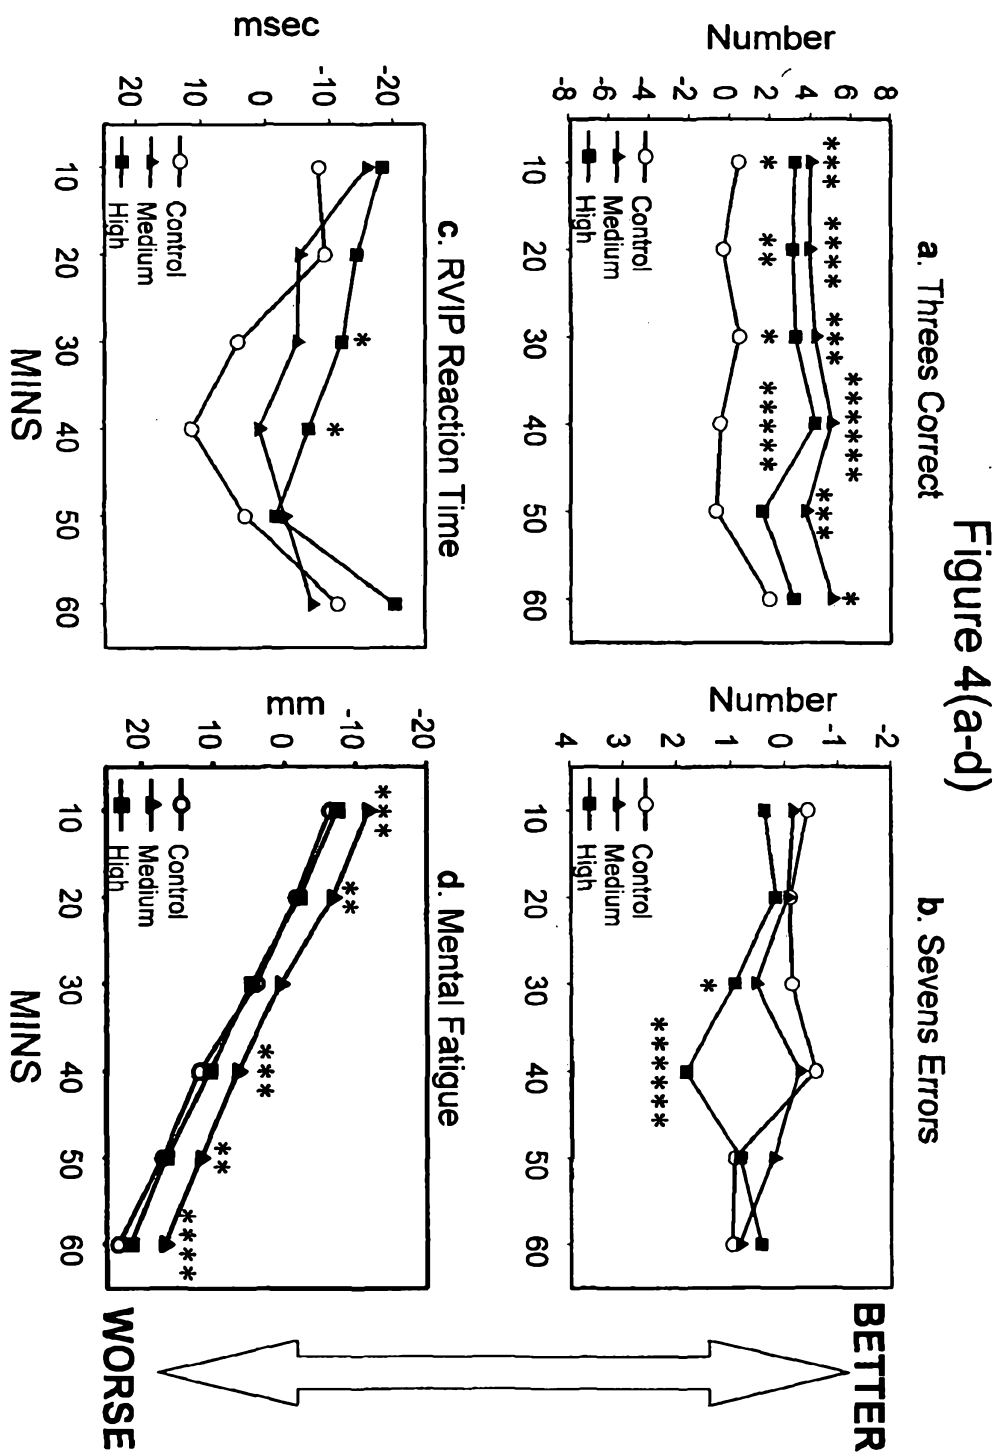 Figure 4(a-d)
a. Threes Correct
Number
8
6
4
2
0
-2
-4
-6
-8
*** **** *** ****** *** *
* ** * *****
Control
Medium
High
10 20 30 40 50 60
b. Sevens Errors
Number
-2
-1
0
1
2
3
4
*
******
Control
Medium
High
10 20 30 40 50 60
c. RVIP Reaction Time
msec
-20
-10
0
10
20
* *
Control
Medium
High
10 20 30 40 50 60
MINS
d. Mental Fatigue
mm
-20
-10
0
10
20
*** ** *** ** ****
Control
Medium
High
10 20 30 40 50 60
MINS
BETTER
WORSE